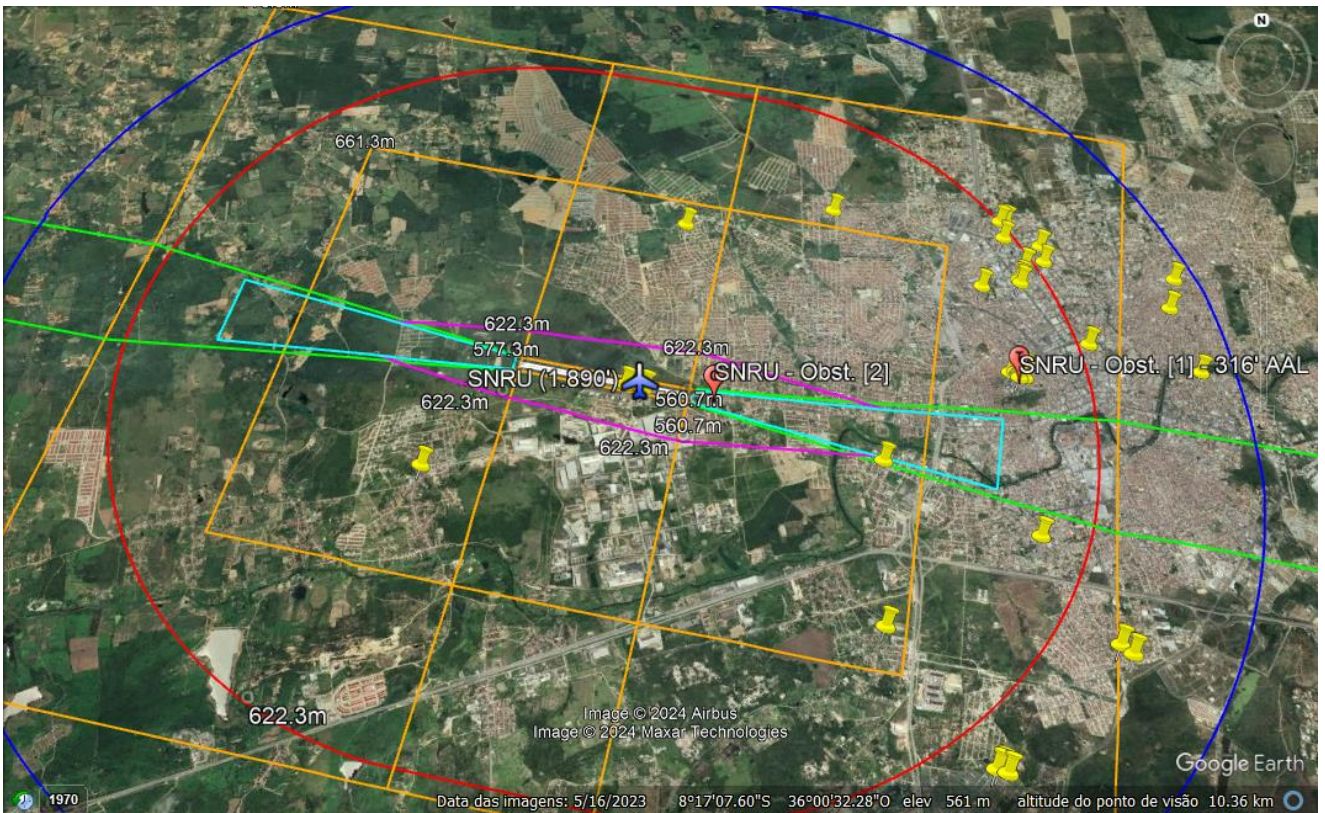 N
661.3m
622.3m
577.3m
622.3m
SNRU (1.890')
SNRU - Obst. [2]
SNRU - Obst. [1] - 316' AAL
622.3m
560.7m
560.7m
622.3m
622.3m
Image © 2024 Airbus
Image © 2024 Maxar Technologies
Google Earth
1970
Data das imagens: 5/16/2023 8°17'07.60"S 36°00'32.28"O elev 561 m altitude do ponto de visão 10.36 km